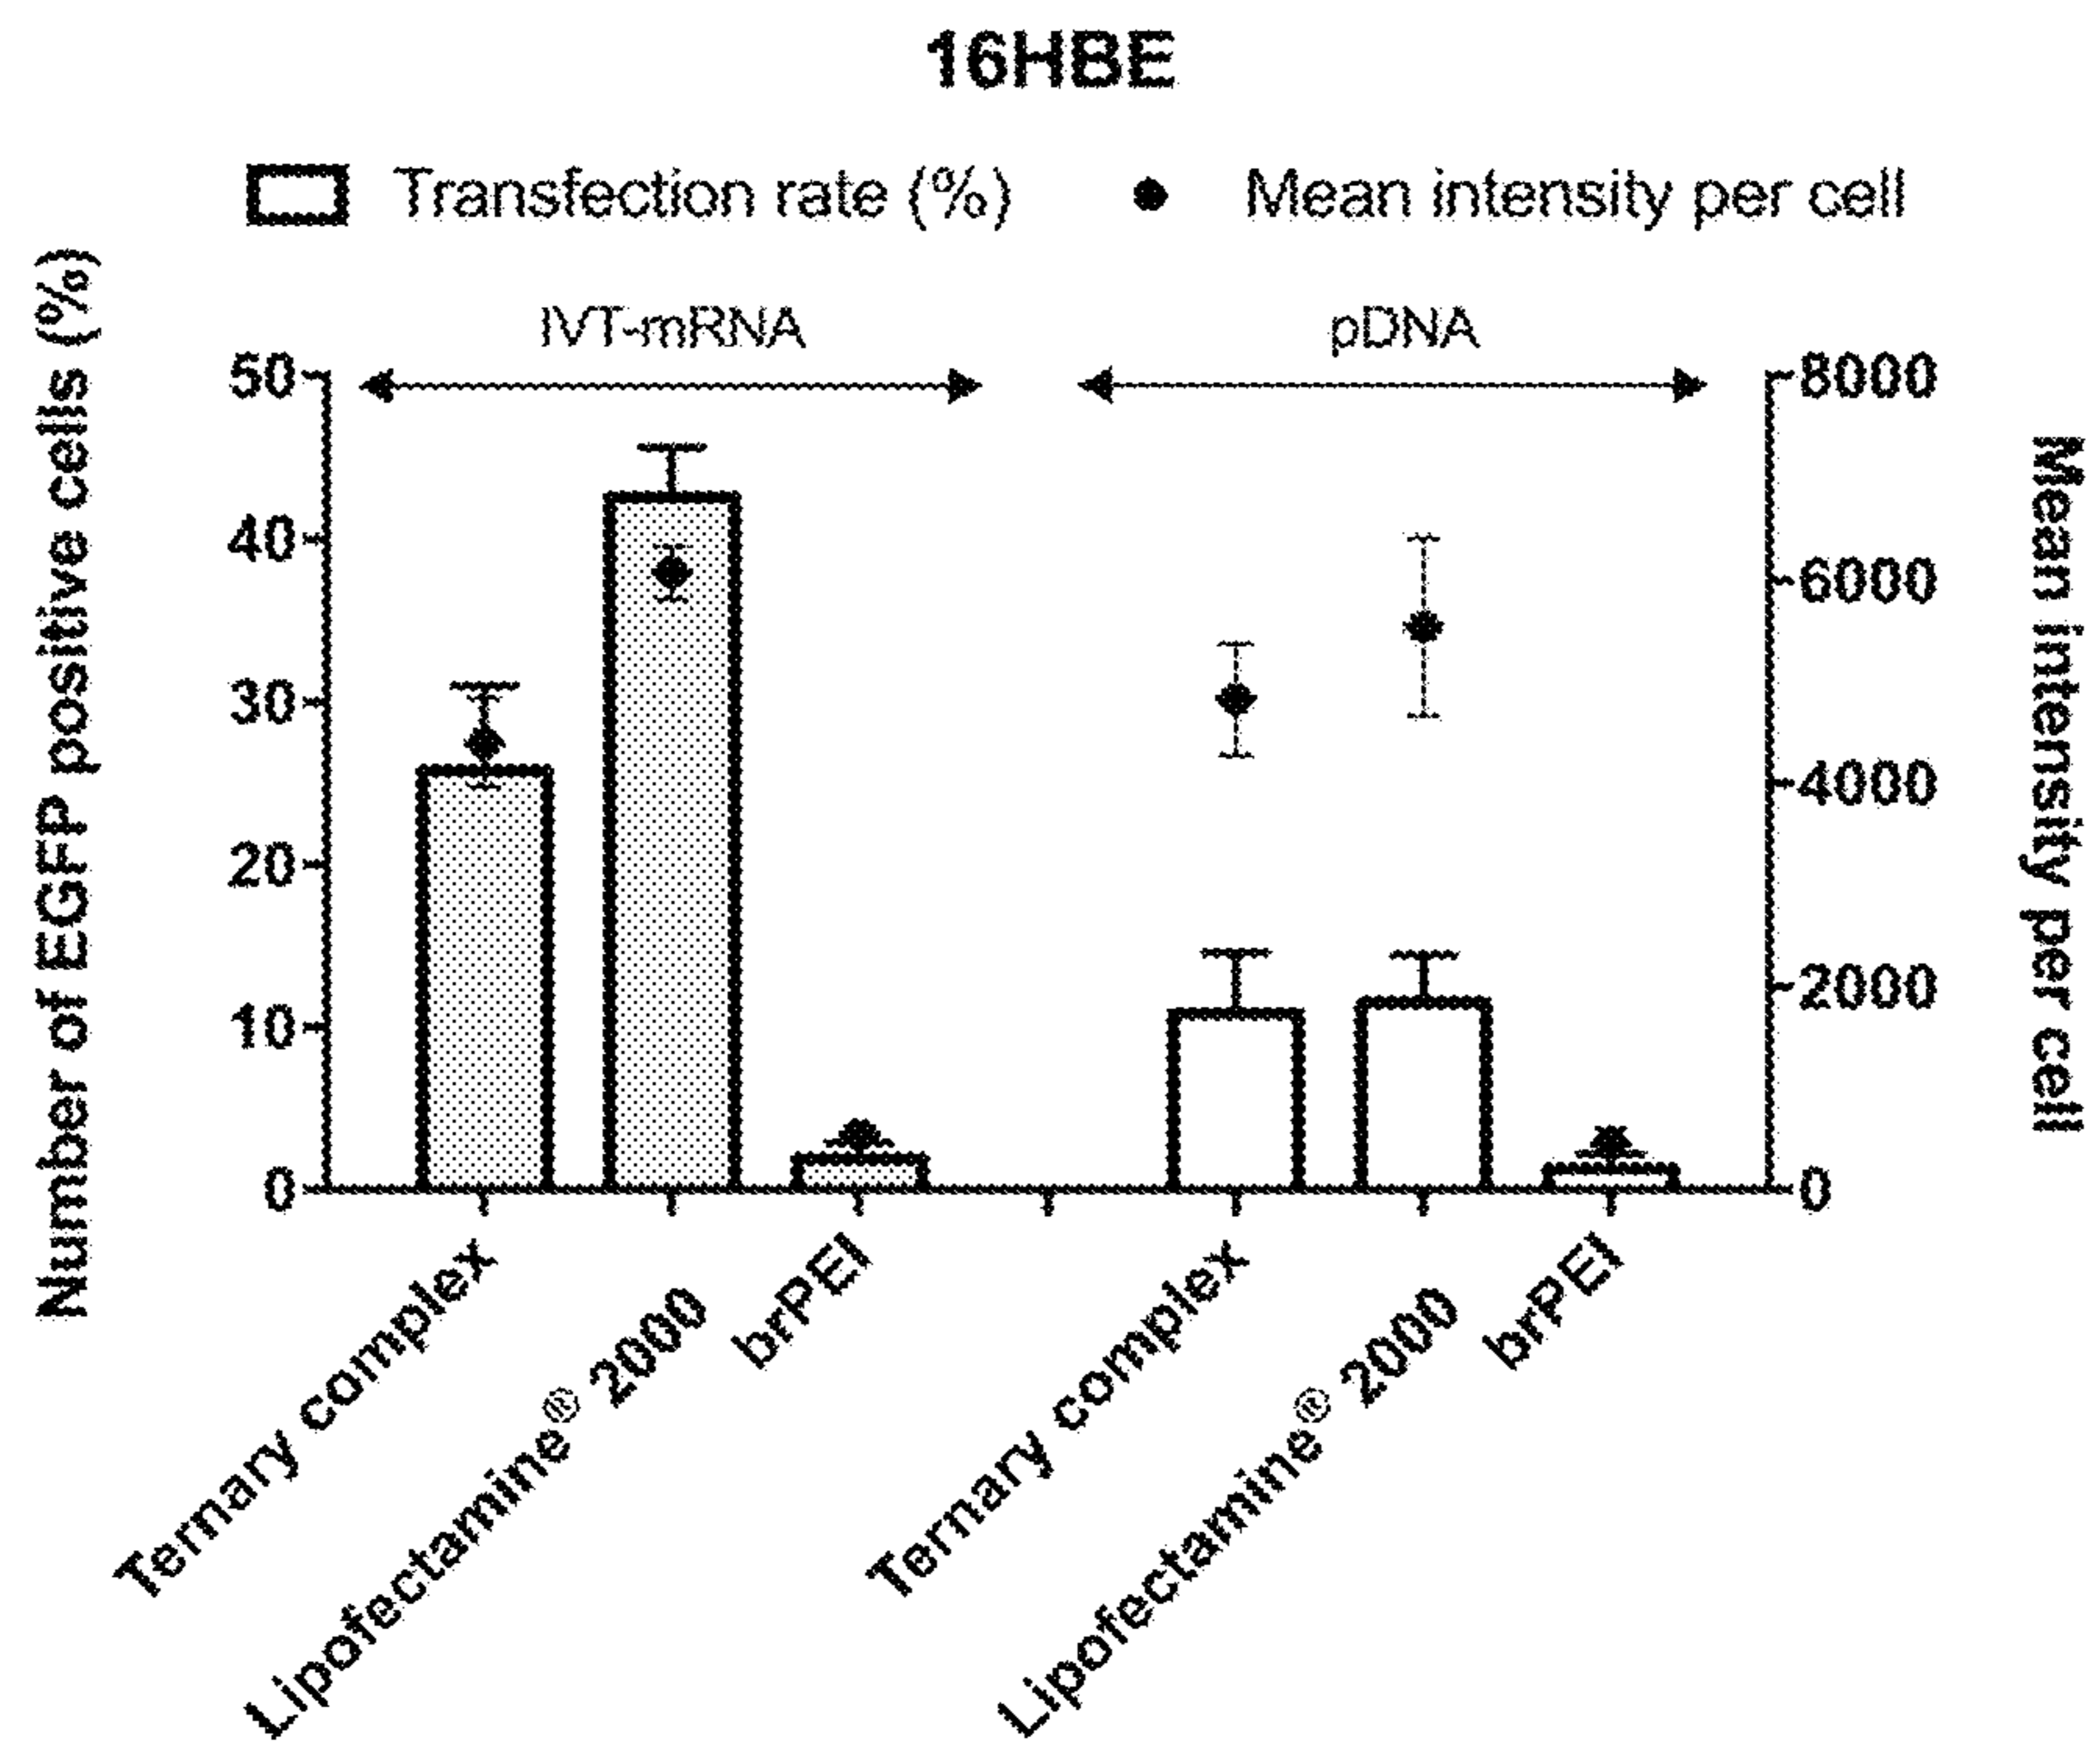 16HBE
Transfection rate (%)
Mean intensity per cell
IVT-mRNA
pDNA
Number of EGFP positive cells (%)
50
40
30
20
10
0
8000
6000
4000
2000
0
Mean intensity per cell
Ternary complex
Lipofectamine® 2000
brPEI
Ternary complex
Lipofectamine® 2000
brPEI